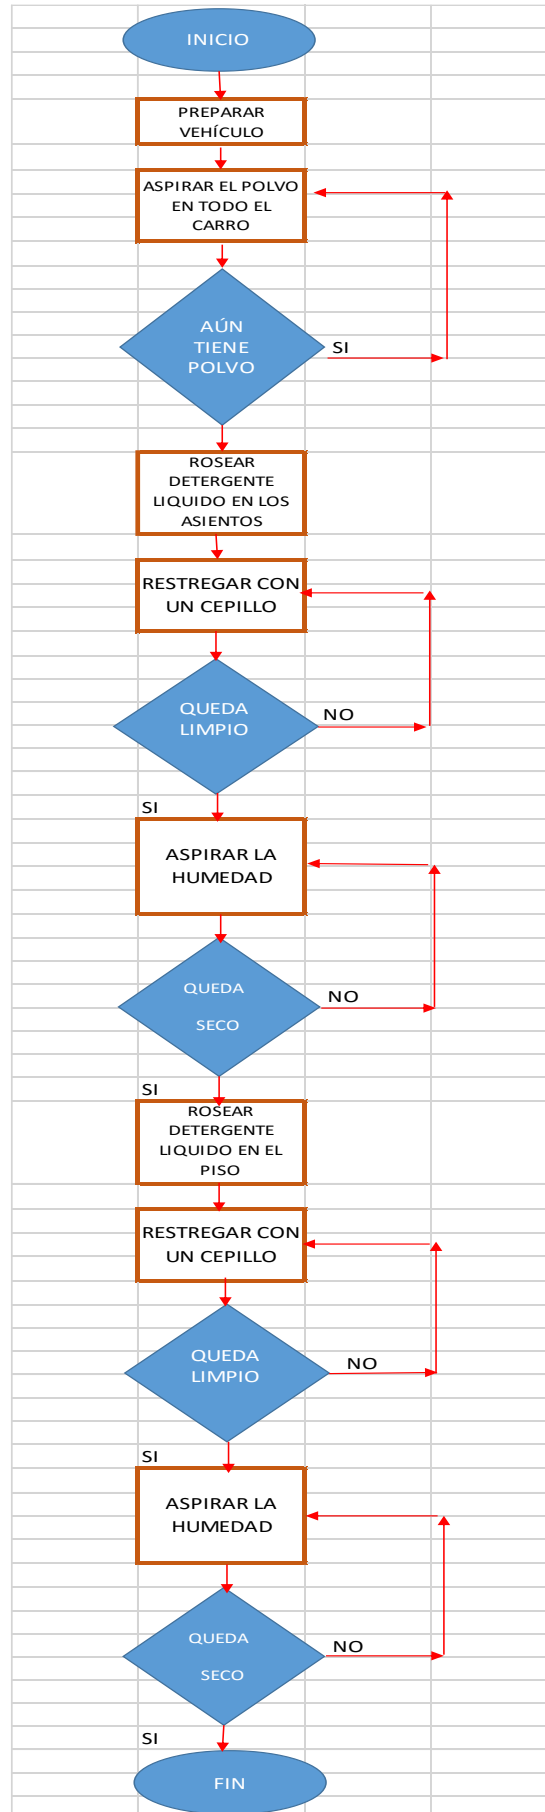 INICIO
PREPARAR
VEHÍCULO
ASPIRAR EL POLVO
EN TODO EL
CARRO
AÚN
TIENE
POLVO
SI
ROSEAR
DETERGENTE
LIQUIDO EN LOS
ASIENTOS
RESTREGAR CON
UN CEPILLO
QUEDA
LIMPIO
NO
SI
ASPIRAR LA
HUMEDAD
QUEDA
SECO
NO
SI
ROSEAR
DETERGENTE
LIQUIDO EN EL
PISO
RESTREGAR CON
UN CEPILLO
QUEDA
LIMPIO
NO
SI
ASPIRAR LA
HUMEDAD
QUEDA
SECO
NO
SI
FIN